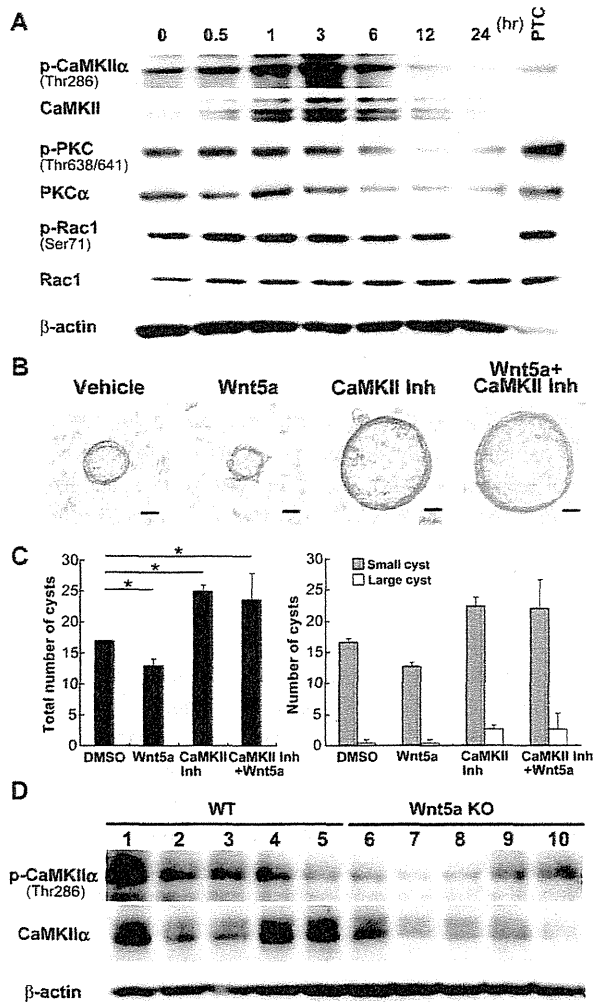 A
0 0.5 1 3 6 12 24 (hr) PTC
p-CaMKIIα
(Thr286)
CaMKII
p-PKC
(Thr638/641)
PKCα
p-Rac1
(Ser71)
Rac1
β-actin
B
Vehicle Wnt5a CaMKII Inh Wnt5a+
CaMKII Inh
C
Total number of cysts
30
25
20
15
10
5
0
* * *
DMSO Wnt5a CaMKII Inh CaMKII Inh
+Wnt5a
Number of cysts
30
25
20
15
10
5
0
Small cyst
Large cyst
DMSO Wnt5a CaMKII Inh CaMKII Inh
+Wnt5a
D
WT Wnt5a KO
1 2 3 4 5 6 7 8 9 10
p-CaMKIIα
(Thr286)
CaMKIIα
β-actin